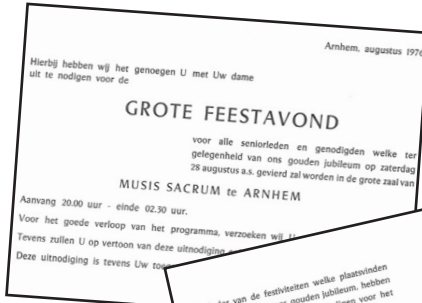 Arnhem, augustus 1976
Hierbij hebben wij het genoegen U met Uw dame
uit te nodigen voor de
GROTE FEESTAVOND
voor alle seniorleden en genodigden welke ter
gelegenheid van ons gouden jubileum op zaterdag
28 augustus a.s. gevierd zal worden in de grote zaal van
MUSIS SACRUM te ARNHEM
Aanvang 20.00 uur - einde 02.30 uur.
Voor het goede verloop van het programma, verzoeken wij
Tevens zullen U op vertoon van deze uitnodiging
Deze uitnodiging is tevens Uw
van de festiviteiten welke plaatsvinden
gouden jubileum, hebben
voor het